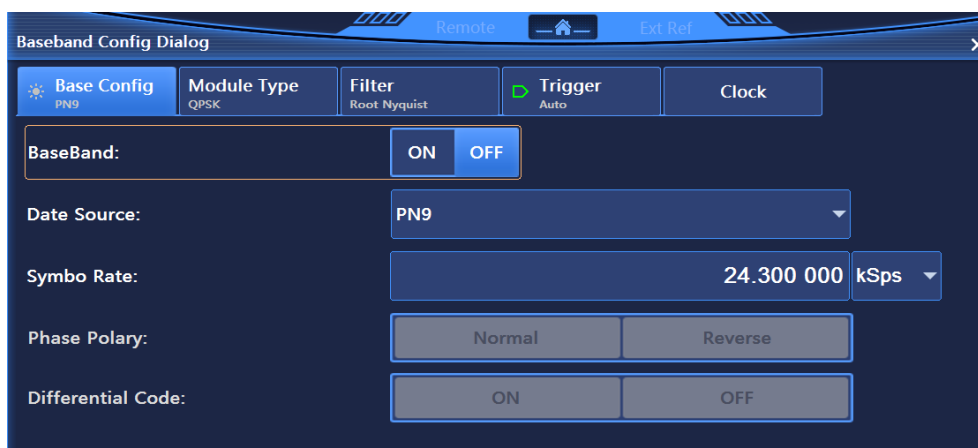 Remote Ext Ref
Baseband Config Dialog
Base Config
PN9
Module Type
QPSK
Filter
Root Nyquist
Trigger
Auto
Clock
BaseBand: ON OFF
Date Source: PN9
Symbo Rate: 24.300 000 kSps
Phase Polary: Normal Reverse
Differential Code: ON OFF